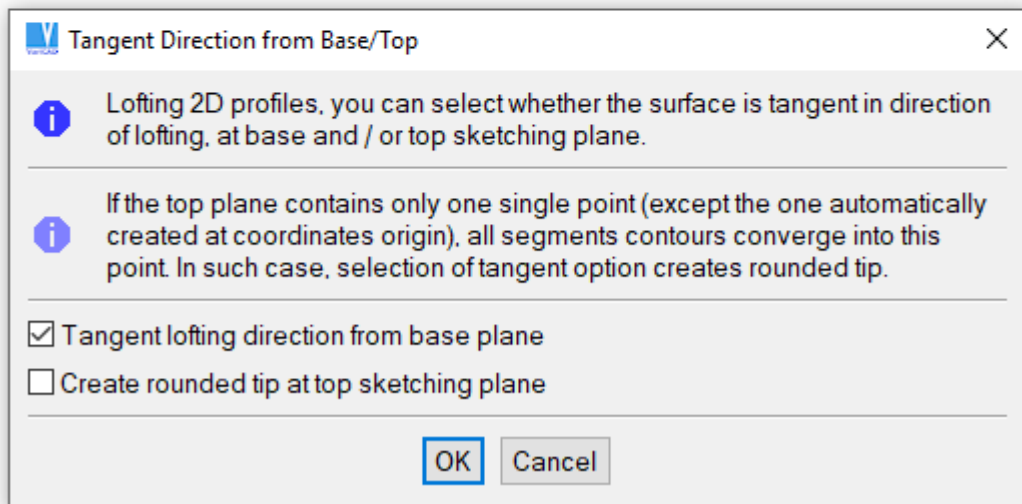 Tangent Direction from Base/Top
Lofting 2D profiles, you can select whether the surface is tangent in direction
of lofting, at base and / or top sketching plane.
If the top plane contains only one single point (except the one automatically
created at coordinates origin), all segments contours converge into this
point. In such case, selection of tangent option creates rounded tip.
Tangent lofting direction from base plane
Create rounded tip at top sketching plane
OK Cancel